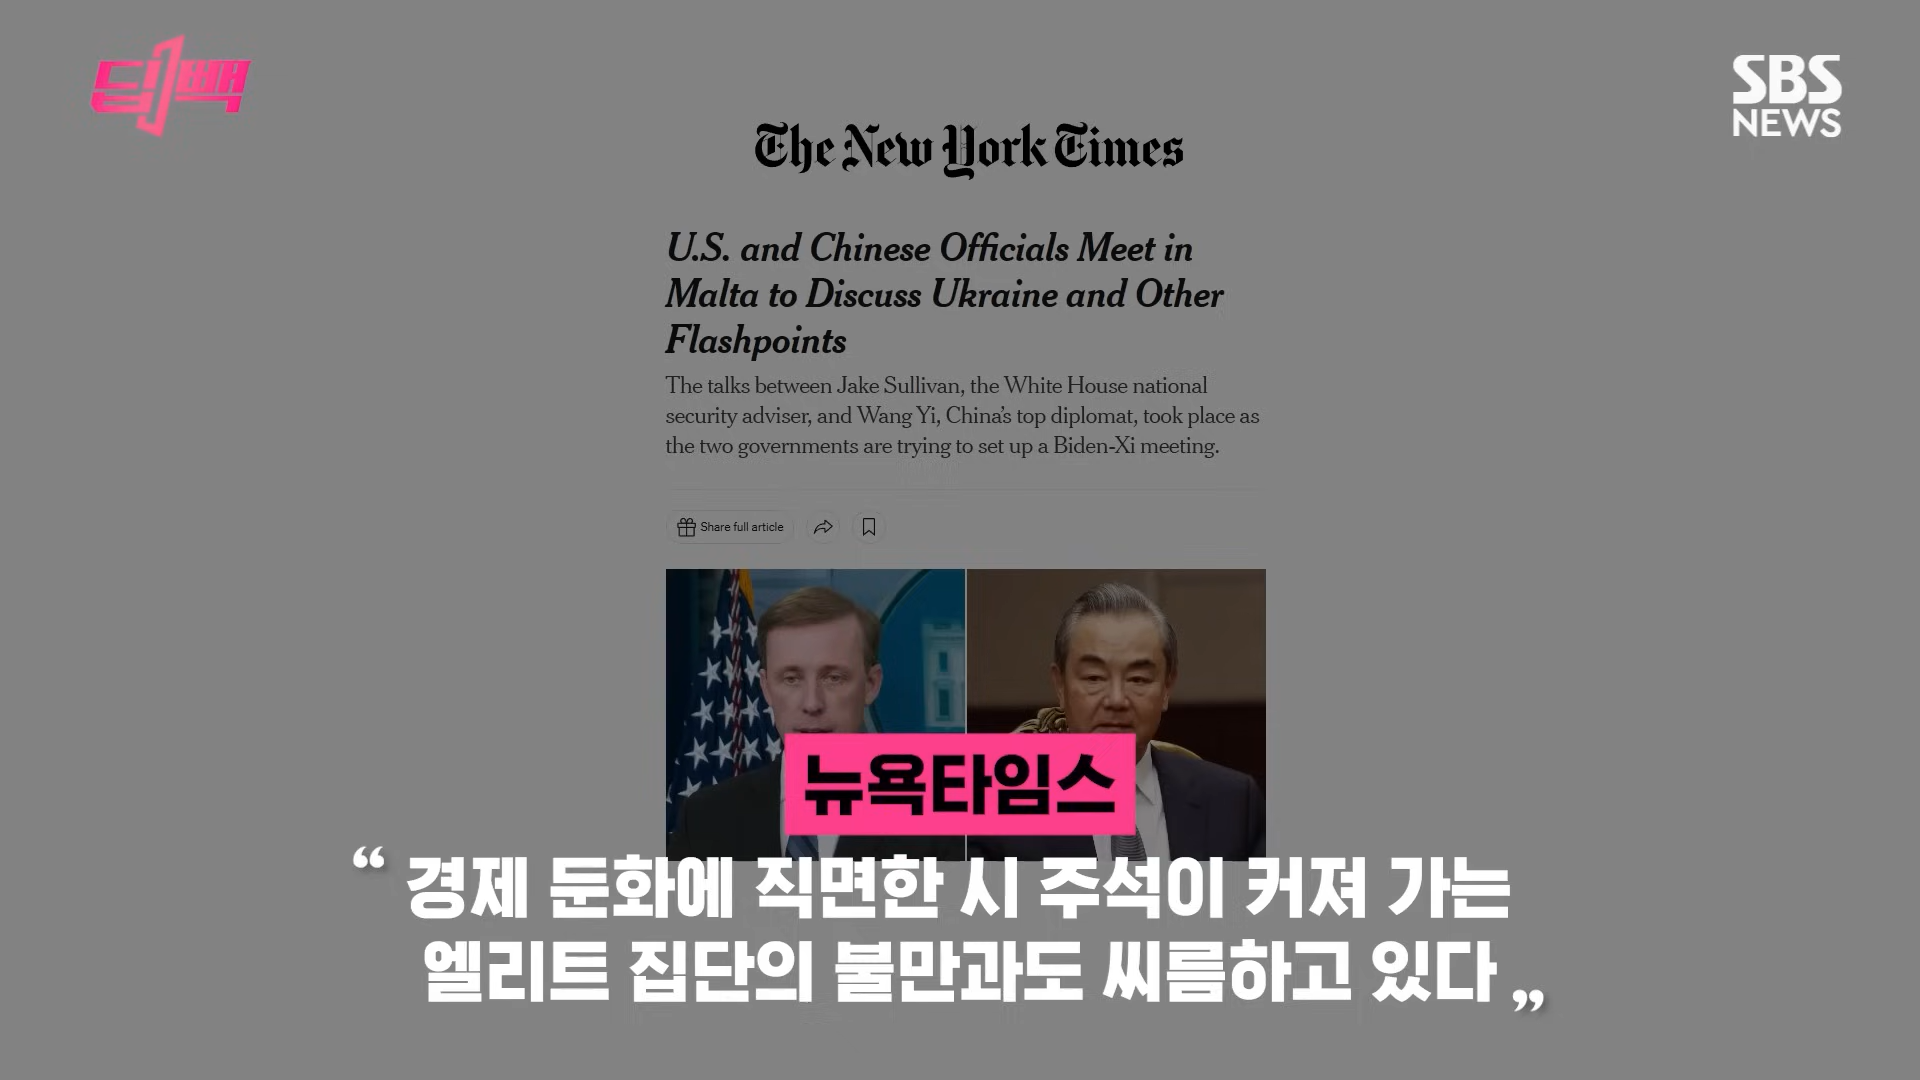 딥빽
SBS
NEWS
The New York Times
U.S. and Chinese Officials Meet in
Malta to Discuss Ukraine and Other
Flashpoints
The talks between Jake Sullivan, the White House national
security adviser, and Wang Yi, China's top diplomat, took place as
the two governments are trying to set up a Biden-Xi meeting.
Share full article
뉴욕타임스
“ 경제 둔화에 직면한 시 주석이 커져 가는
엘리트 집단의 불만과도 씨름하고 있다 „